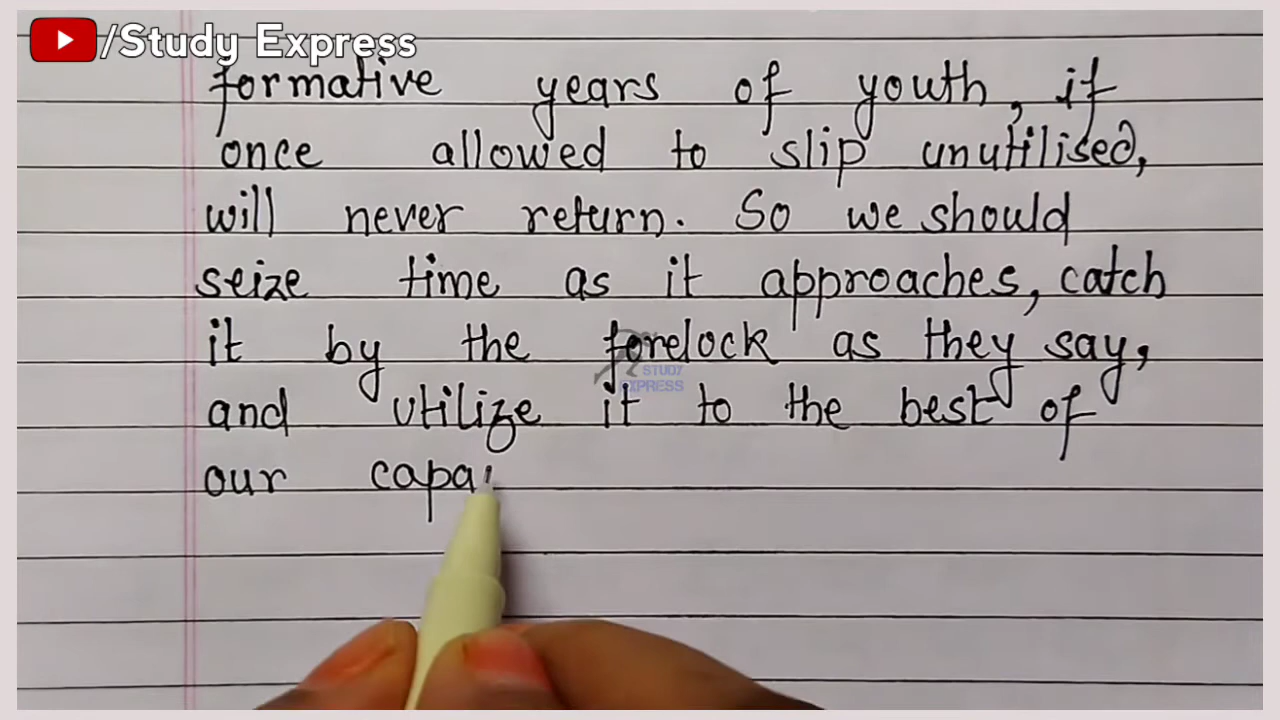 /Study Express
formative years of youth, if
once allowed to slip unutilised,
will never return. So we should
seize time as it approaches, catch
it by the forelock as they say,
STUDY
EXPRESS
and utilize it to the best of
our capa